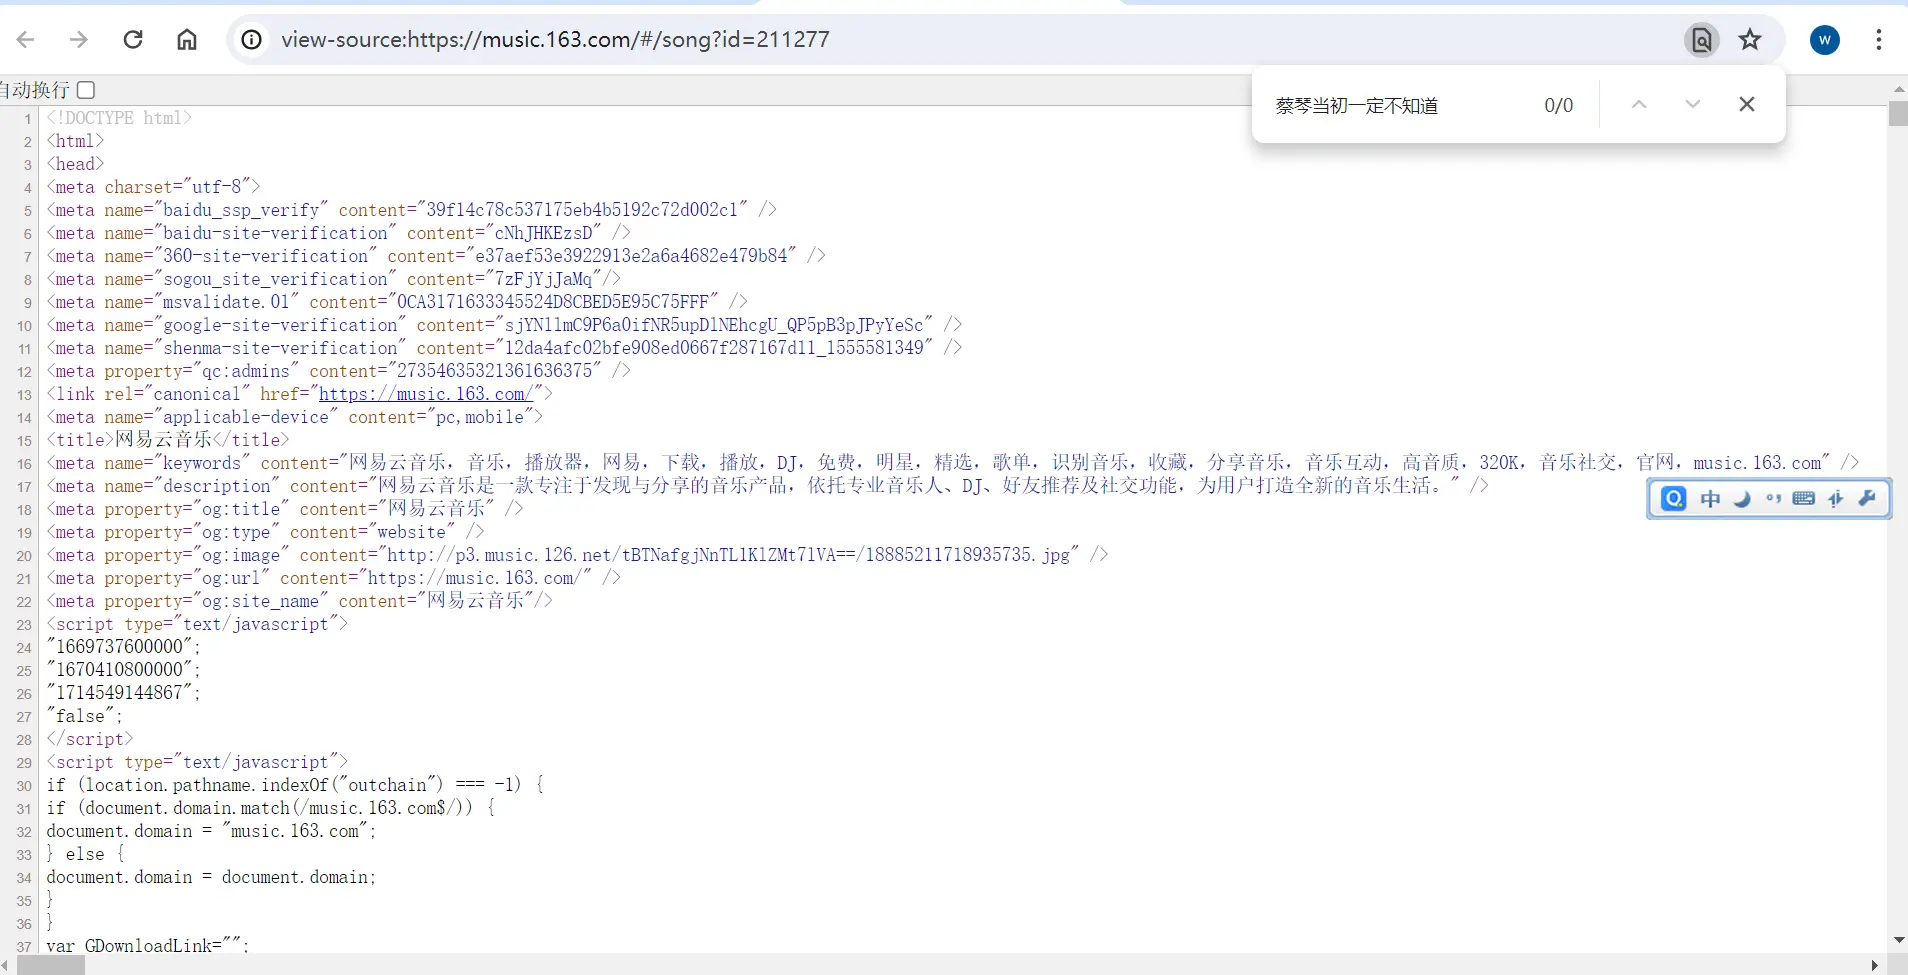 view-source:https://music.163.com/#/song?id=211277
W
自动换行
蔡琴当初一定不知道 0/0
1 <!DOCTYPE html>
2 <html>
3 <head>
4 <meta charset="utf-8">
5 <meta name="baidu_ssp_verify" content="39f14c78c537175eb4b5192c72d002c1" />
6 <meta name="baidu-site-verification" content="cNhJHKEzsD" />
7 <meta name="360-site-verification" content="e37aef53e3922913e2a6a4682e479b84" />
8 <meta name="sogou_site_verification" content="7zFjYjJaMq"/>
9 <meta name="msvalidate.01" content="0CA3171633345524D8CBED5E95C75FFF" />
10 <meta name="google-site-verification" content="sjYNl1mC9P6a0ifNR5upDlNEhcgU_QP5pB3pJPyYeSc" />
11 <meta name="shenma-site-verification" content="12da4afc02bfe908ed0667f287167d11_1555581349" />
12 <meta property="qc:admins" content="27354635321361636375" />
13 <link rel="canonical" href="https://music.163.com/">
14 <meta name="applicable-device" content="pc,mobile">
15 <title>网易云音乐</title>
16 <meta name="keywords" content="网易云音乐，音乐，播放器，网易，下载，播放，DJ，免费，明星，精选，歌单，识别音乐，收藏，分享音乐，音乐互动，高音质，320K，音乐社交，官网，music.163.com" />
17 <meta name="description" content="网易云音乐是一款专注于发现与分享的音乐产品，依托专业音乐人、DJ、好友推荐及社交功能，为用户打造全新的音乐生活。" />
中
18 <meta property="og:title" content="网易云音乐" />
19 <meta property="og:type" content="website" />
20 <meta property="og:image" content="http://p3.music.126.net/tBTNafgjNnTL1KlZMt7lVA==/18885211718935735.jpg" />
21 <meta property="og:url" content="https://music.163.com/" />
22 <meta property="og:site_name" content="网易云音乐"/>
23 <script type="text/javascript">
24 "1669737600000";
25 "1670410800000";
26 "1714549144867";
27 "false";
28 </script>
29 <script type="text/javascript">
30 if (location.pathname.indexOf("outchain") === -1) {
31 if (document.domain.match(/music.163.com$/)) {
32 document.domain = "music.163.com";
33 } else {
34 document.domain = document.domain;
35 }
36 }
37 var GDownloadLink="";